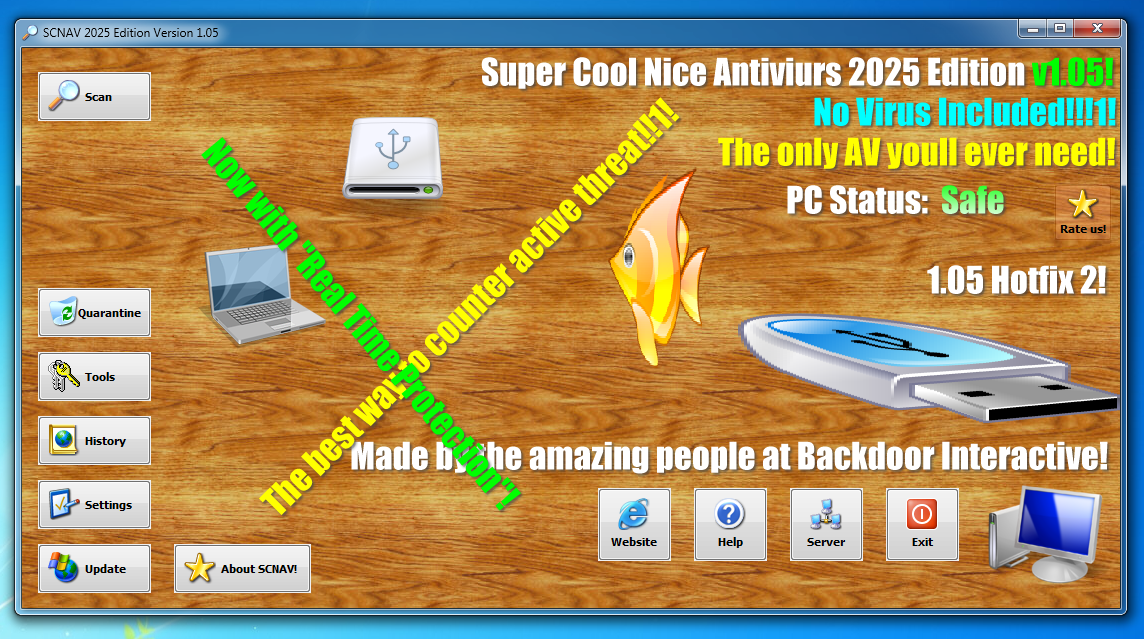 SCNAV 2025 Edition Version 1.05
Super Cool Nice Antiviurs 2025 Edition v1.05!
No Virus Included!!!1!
The only AV youll ever need!
PC Status: Safe
Rate us!
1.05 Hotfix 2!
Scan
Now with "Real Time Protection"!
The best way to counter active threat!!1!
Quarantine
Tools
History
Settings
Update
About SCNAV!
Made by the amazing people at Backdoor Interactive!
Website
Help
Server
Exit